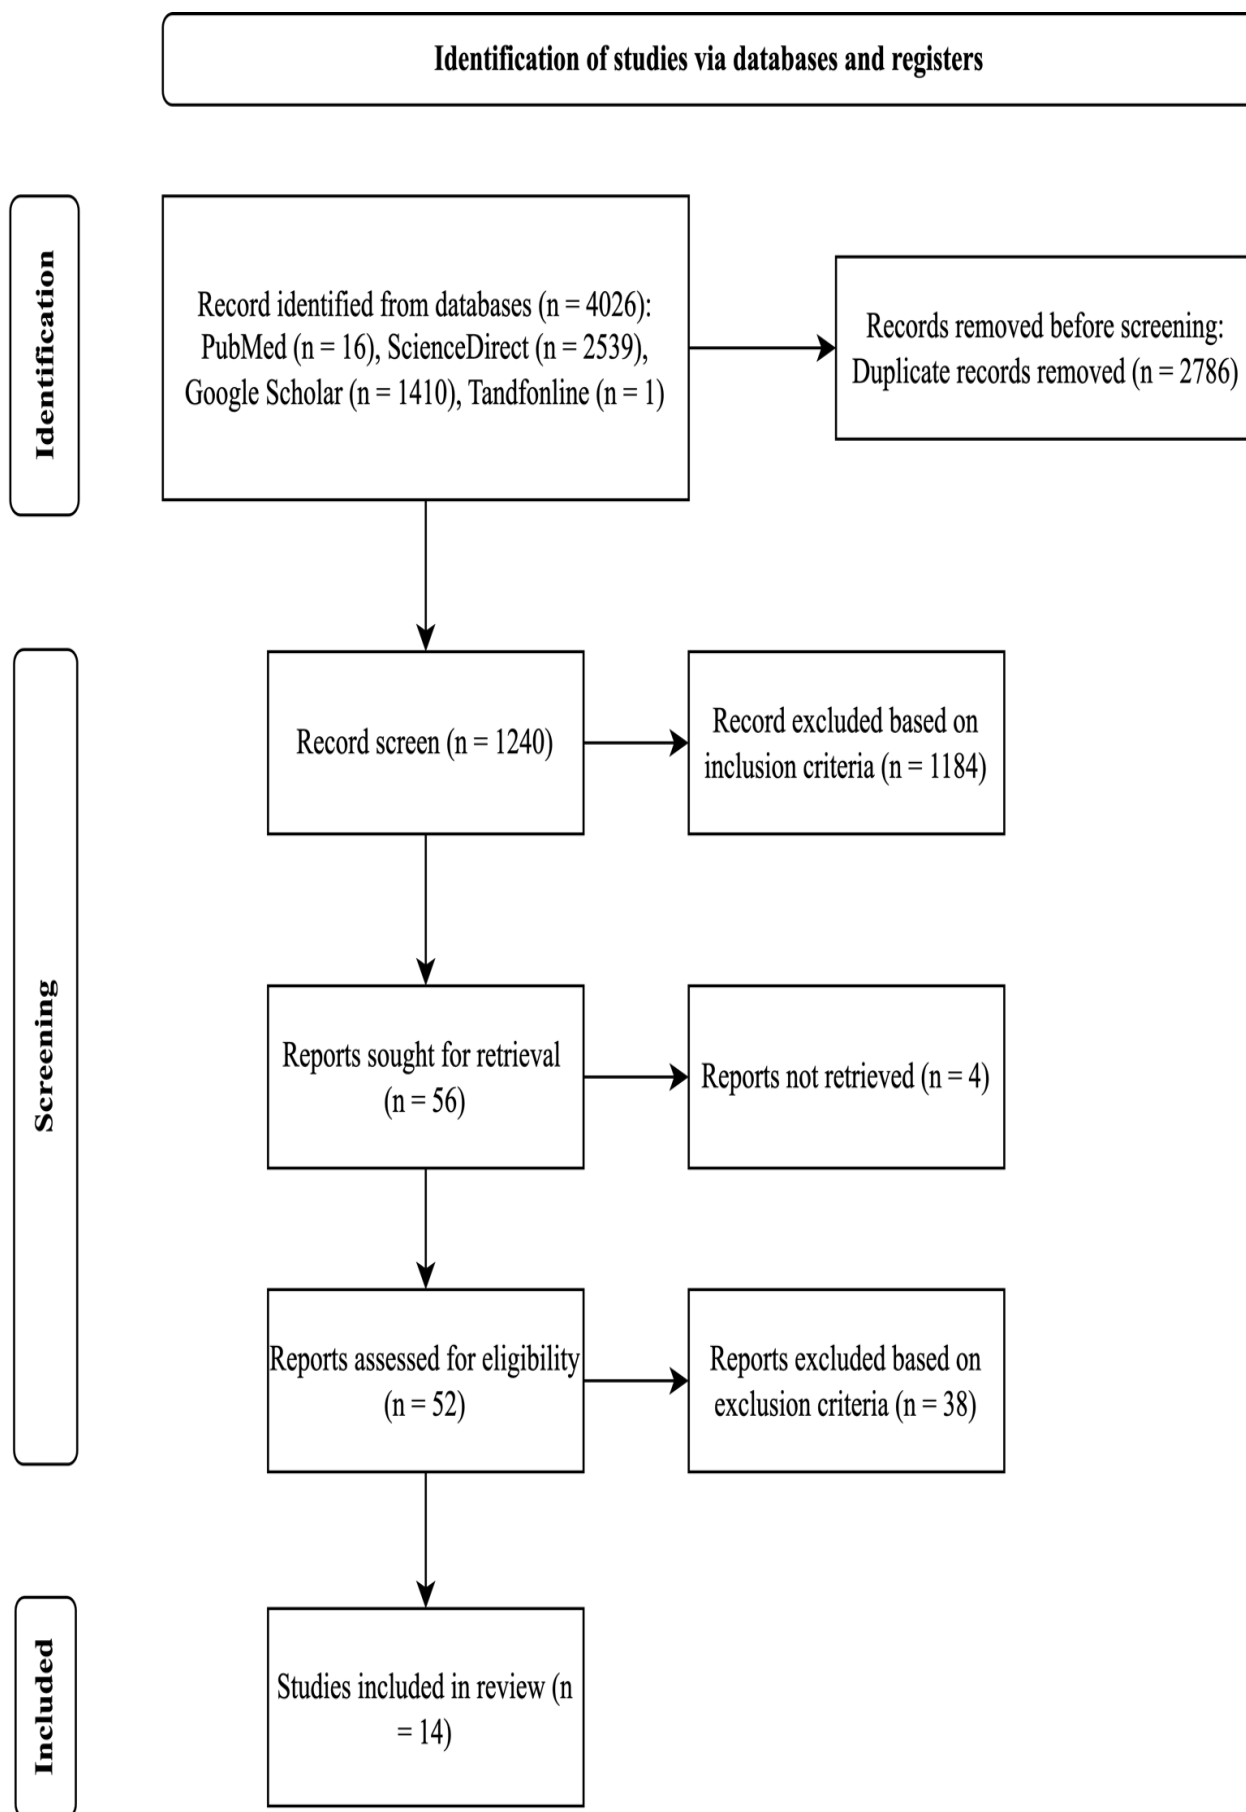 Identification of studies via databases and registers
Identification
Record identified from databases (n = 4026):
PubMed (n = 16), ScienceDirect (n = 2539),
Google Scholar (n = 1410), Tandfonline (n = 1)
Records removed before screening:
Duplicate records removed (n = 2786)
Screening
Record screen (n = 1240)
Record excluded based on
inclusion criteria (n = 1184)
Reports sought for retrieval
(n = 56)
Reports not retrieved (n = 4)
Reports assessed for eligibility
(n = 52)
Reports excluded based on
exclusion criteria (n = 38)
Included
Studies included in review (n
= 14)